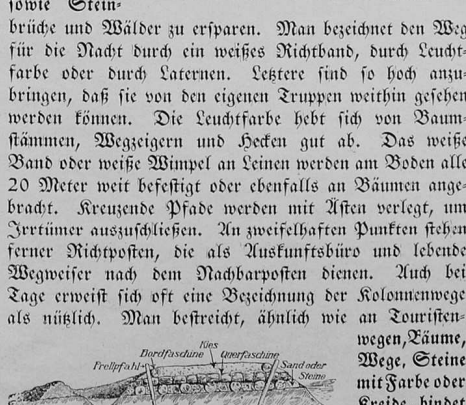 sowie Stein-
brüche und Wälder zu ersparen. Man bezeichnet den Weg
für die Nacht durch ein weißes Richtband, durch Leucht-
farbe oder durch Laternen. Letztere sind so hoch anzu-
bringen, daß sie von den eigenen Truppen weithin gesehen
werden können. Die Leuchtfarbe hebt sich von Baum-
stämmen, Wegzeigern und Hecken gut ab. Das weiße
Band oder weiße Wimpel an Leinen werden am Boden alle
20 Meter weit befestigt oder ebenfalls an Bäumen ange-
bracht. Kreuzende Pfade werden mit Ästen verlegt, um
Irrtümer auszuschließen. An zweifelhaften Punkten stehen
ferner Richtposten, die als Auskunftsbüro und lebende
Wegweiser nach dem Nachbarposten dienen. Auch bei
Tage erweist sich oft eine Bezeichnung der Kolonnenwege
als nützlich. Man bestreicht, ähnlich wie an Touristen-
wegen, Bäume,
Wege, Steine
mit Farbe oder
Kreide, bindet
Kies
Bordfaschine Querfaschine
Prellpfahl Sand oder
Steine